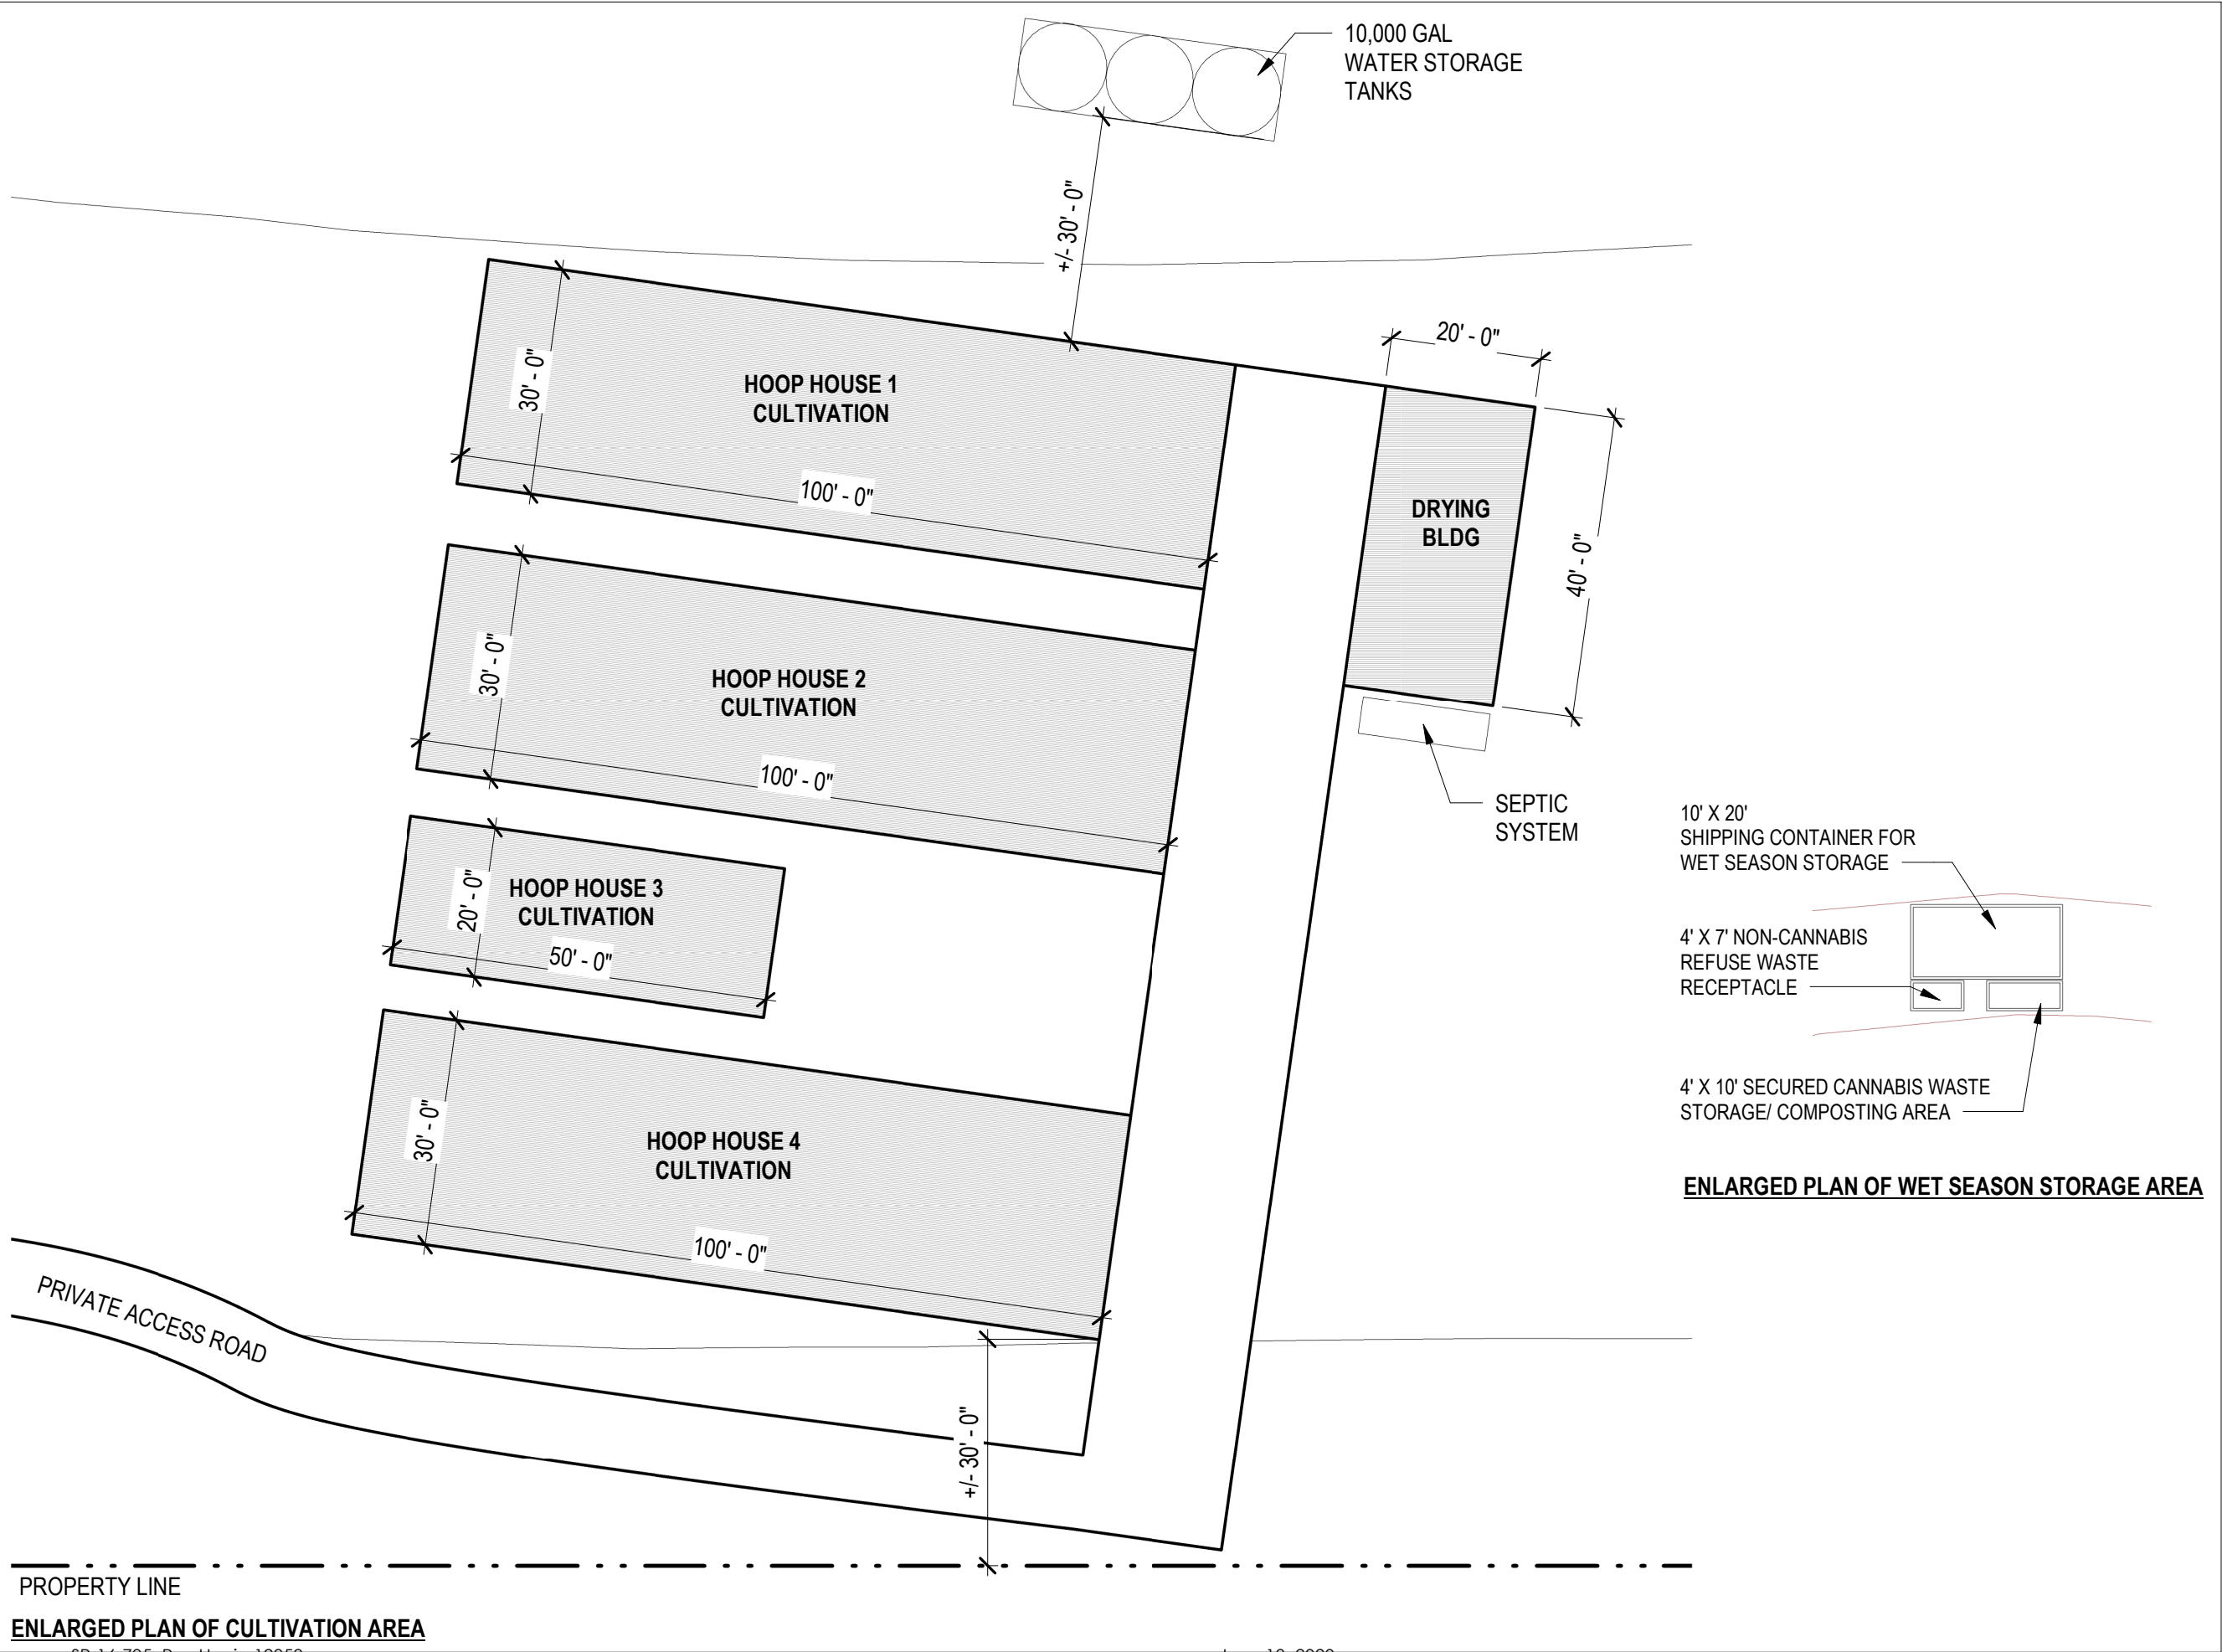 10,000 GAL
WATER STORAGE
TANKS
+/- 30' - 0"
20' - 0"
30' - 0"
HOOP HOUSE 1
CULTIVATION
100' - 0"
DRYING
BLDG
40' - 0"
30' - 0"
HOOP HOUSE 2
CULTIVATION
100' - 0"
SEPTIC
SYSTEM
10' X 20'
SHIPPING CONTAINER FOR
WET SEASON STORAGE
20' - 0"
HOOP HOUSE 3
CULTIVATION
50' - 0"
4' X 7' NON-CANNABIS
REFUSE WASTE
RECEPTACLE
4' X 10' SECURED CANNABIS WASTE
STORAGE/ COMPOSTING AREA
30' - 0"
HOOP HOUSE 4
CULTIVATION
100' - 0"
ENLARGED PLAN OF WET SEASON STORAGE AREA
PRIVATE ACCESS ROAD
+/- 30' - 0"
PROPERTY LINE
ENLARGED PLAN OF CULTIVATION AREA